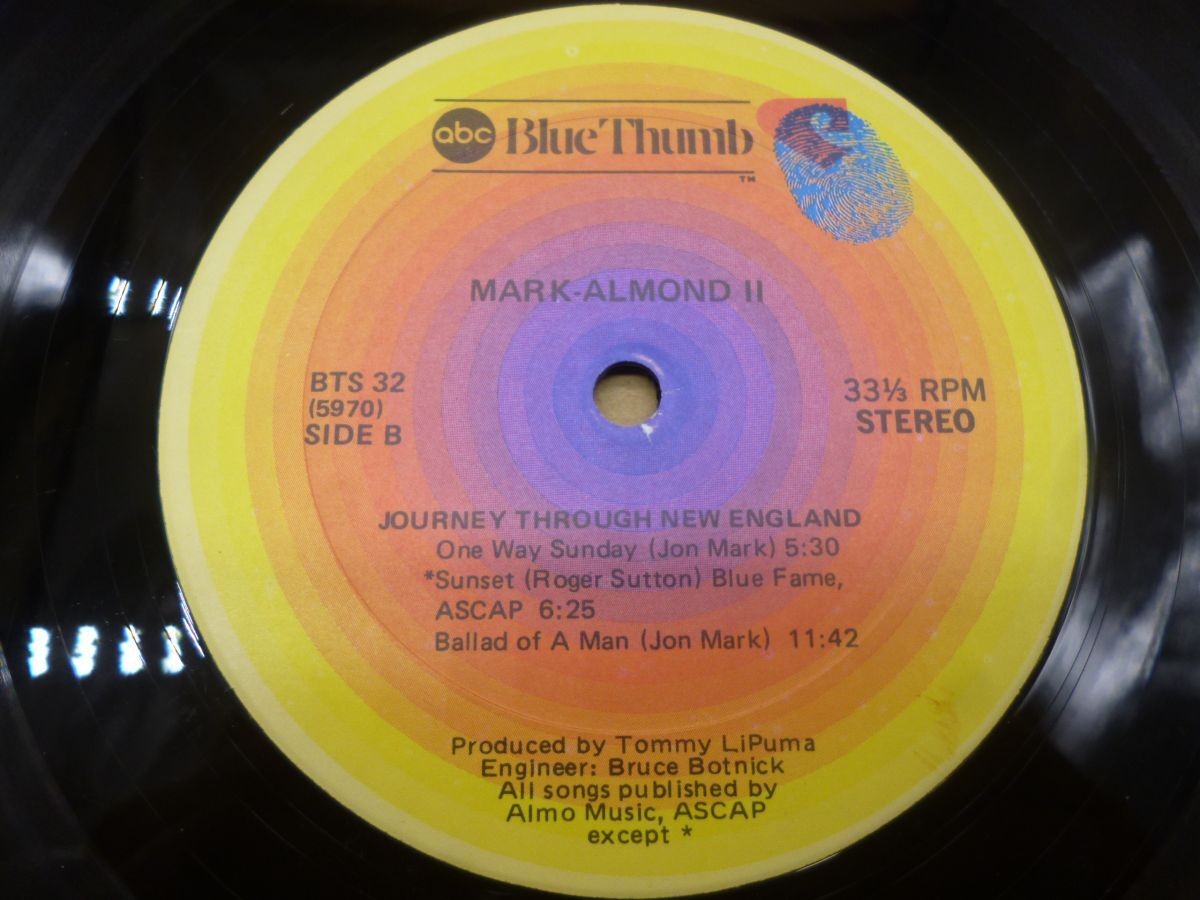 abc Blue Thumb TM
MARK-ALMOND II
BTS 32
(5970)
SIDE B
33⅓ RPM
STEREO
JOURNEY THROUGH NEW ENGLAND
One Way Sunday (Jon Mark) 5:30
*Sunset (Roger Sutton) Blue Fame,
ASCAP 6:25
Ballad of A Man (Jon Mark) 11:42
Produced by Tommy LiPuma
Engineer: Bruce Botnick
All songs published by
Almo Music, ASCAP
except *